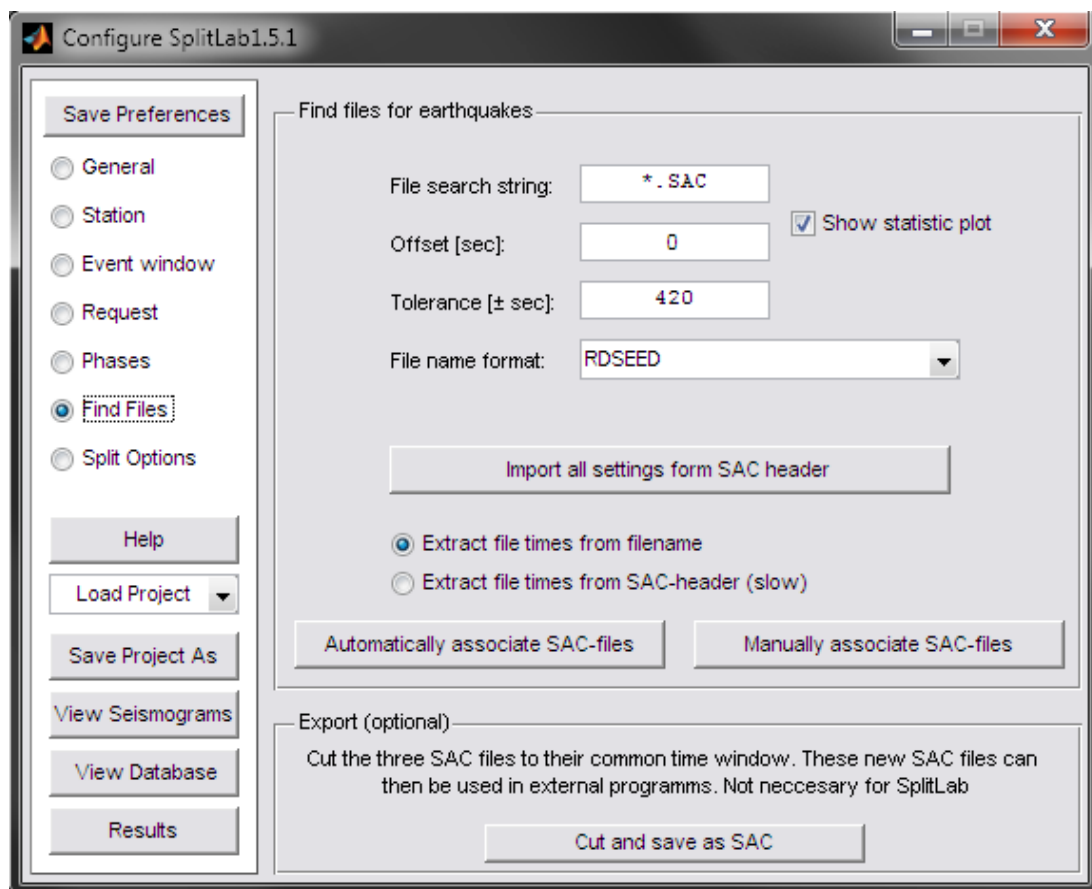 Configure SplitLab1.5.1
Save Preferences
General
Station
Event window
Request
Phases
Find Files
Split Options
Help
Load Project
Save Project As
View Seismograms
View Database
Results
Find files for earthquakes
File search string:
*.SAC
Show statistic plot
Offset [sec]:
0
Tolerance [± sec]:
420
File name format:
RDSEED
Import all settings form SAC header
Extract file times from filename
Extract file times from SAC-header (slow)
Automatically associate SAC-files
Manually associate SAC-files
Export (optional)
Cut the three SAC files to their common time window. These new SAC files can
then be used in external programms. Not neccesary for SplitLab
Cut and save as SAC